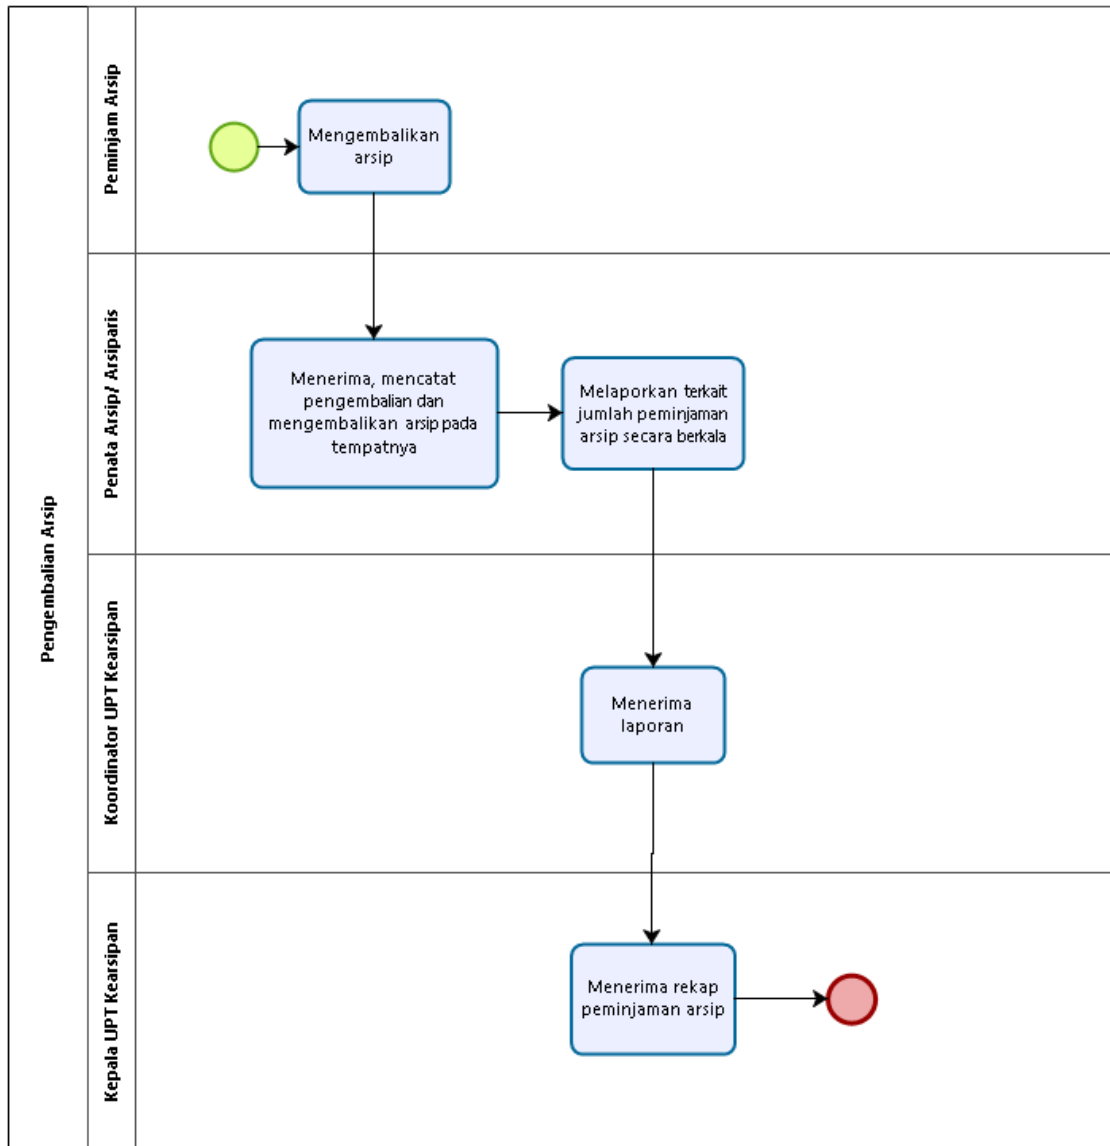 Pengembalian Arsip
Peminjam Arsip
Mengembalikan
arsip
Penata Arsip/ Arsiparis
Menerima, mencatat
pengembalian dan
mengembalikan arsip pada
tempatnya
Melaporkan terkait
jumlah peminjaman
arsip secara berkala
Koordinator UPT Kearsipan
Menerima
laporan
Kepala UPT Kearsipan
Menerima rekap
peminjaman arsip